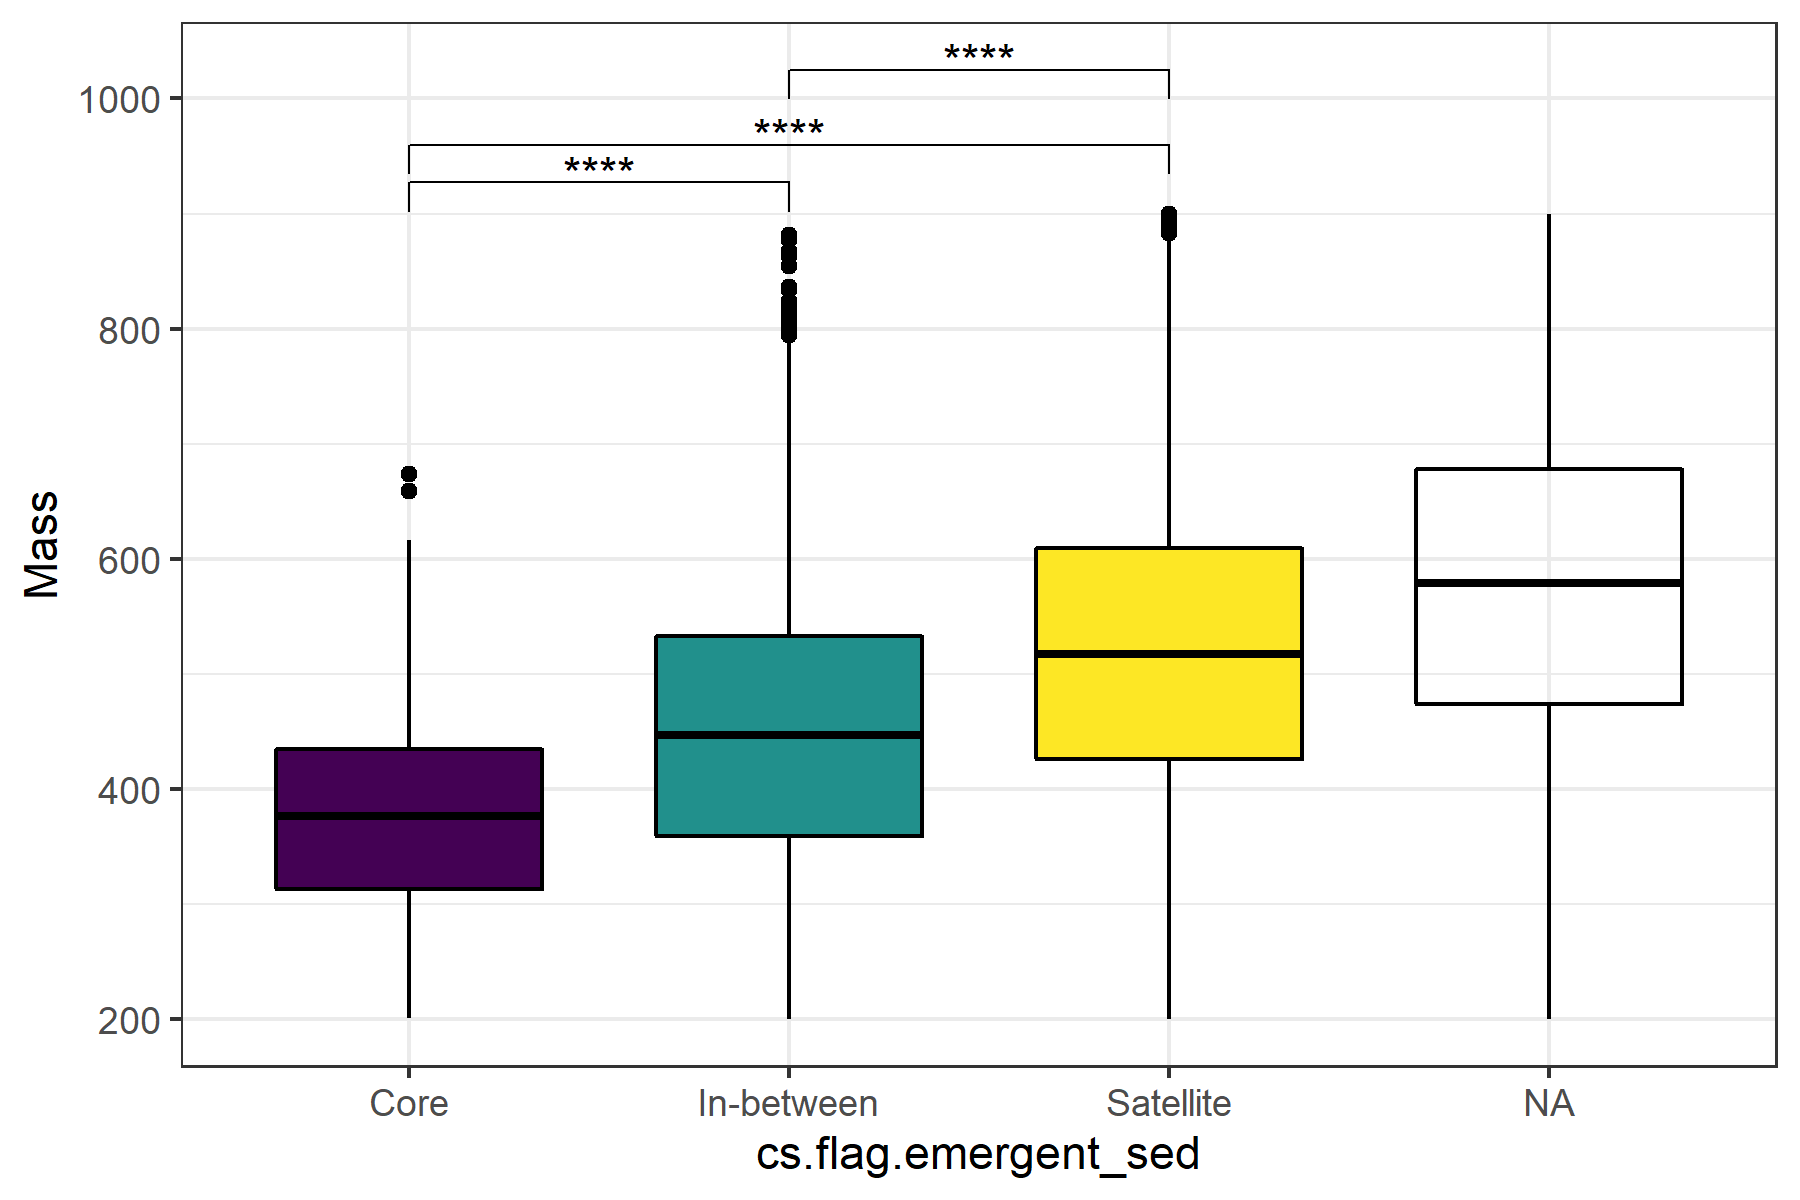 ****
1000
****
****
800
Mass
600
400
200
Core In-between Satellite NA
cs.flag.emergent_sed